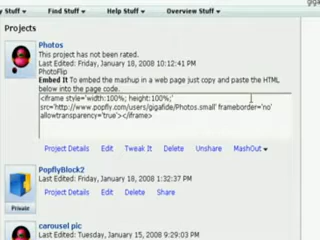 giga
y Stuff Find Stuff Help Stuff Overview Stuff
Projects
Photos
This project has not been rated.
Last Edited: Friday, January 18, 2008 10:12:41 PM
PhotoFlip
Embed It To embed the mashup in a web page just copy and paste the HTML
below into the page code.
<iframe style='width:100%; height:100%;'
src='http://www.popfly.com/users/gigafide/Photos.small' frameborder='no'
allowtransparency='true'></iframe>
Project Details Edit Tweak It Delete Unshare MashOut
PopflyBlock2
Last Edited: Friday, January 18, 2008 1:32:37 PM
Project Details Edit Delete Share
Private
carousel pic
Last Edited: Tuesday, January 15, 2008 9:29:03 PM